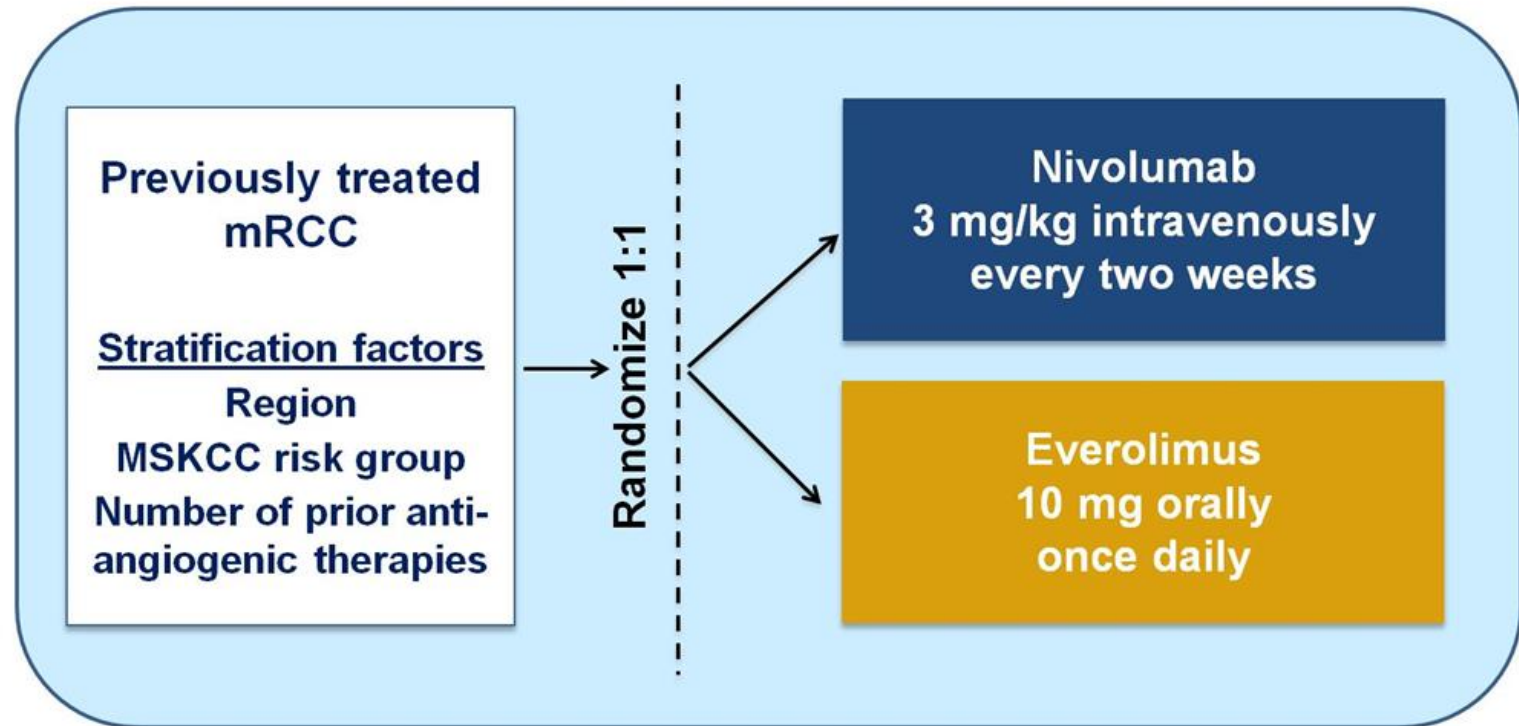 Previously treated
mRCC
Stratification factors
Region
MSKCC risk group
Number of prior anti-
angiogenic therapies
Randomize 1:1
Nivolumab
3 mg/kg intravenously
every two weeks
Everolimus
10 mg orally
once daily